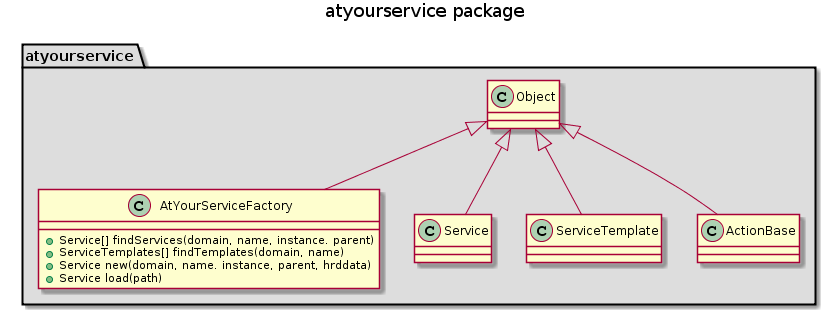 atyourservice package
atyourservice
C Object
C AtYourServiceFactory
Service[] findServices(domain, name, instance. parent)
ServiceTemplates[] findTemplates(domain, name)
Service new(domain, name. instance, parent, hrddata)
Service load(path)
C Service
C ServiceTemplate
C ActionBase